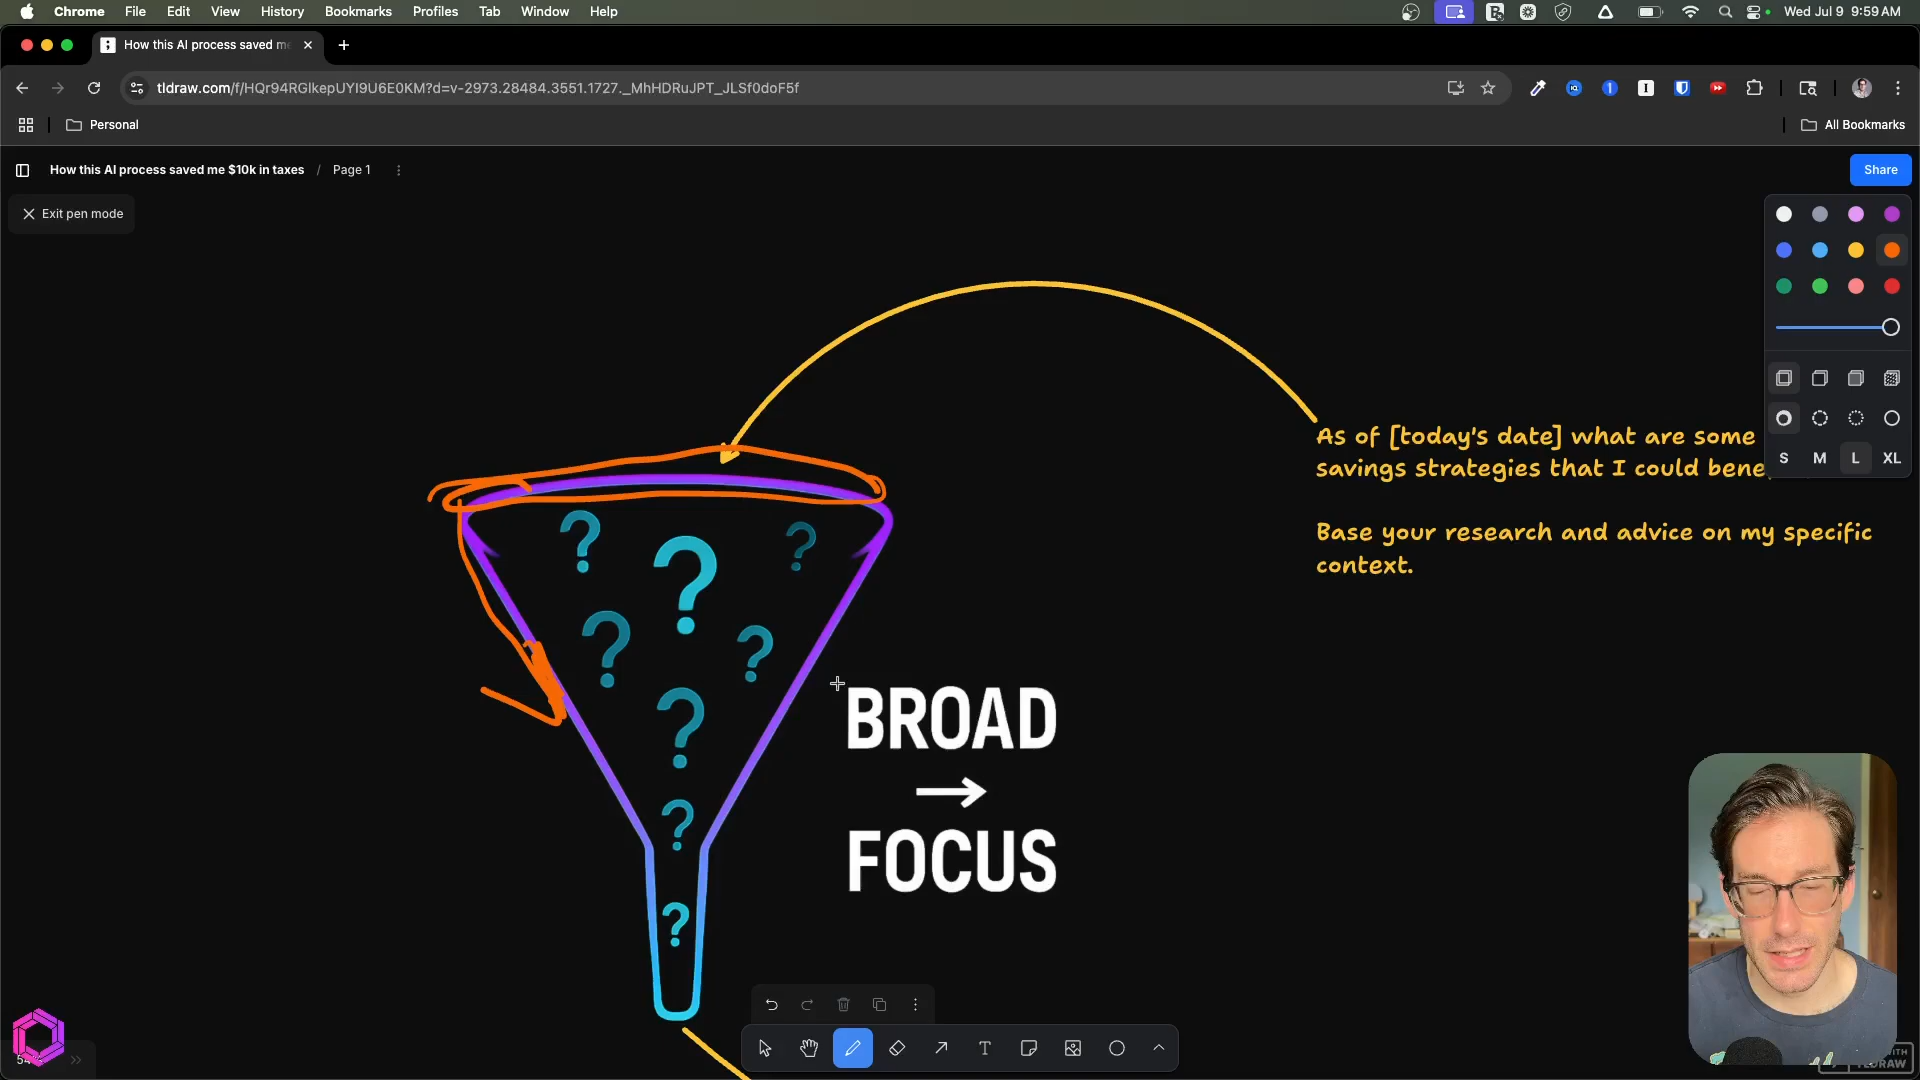 Chrome File Edit View History Bookmarks Profiles Tab Window Help
Wed Jul 9 9:59 AM
How this AI process saved me
tldraw.com/f/HQr94RGlkepUYI9U6E0KM?d=v-2973.28484.3551.1727._MhHDRuJPT_JLSf0doF5f
Personal
All Bookmarks
How this AI process saved me $10k in taxes / Page 1
Share
Exit pen mode
As of [today's date] what are some
savings strategies that I could
Base your research and advice on my specific
context.
S M L XL
? ? ?
? ?
?
?
?
BROAD
→
FOCUS